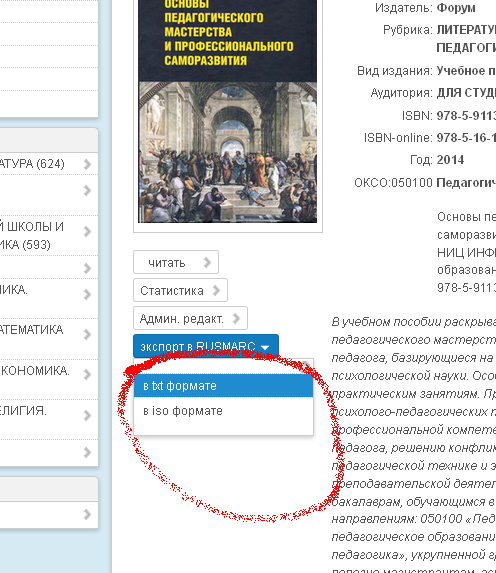 ОСНОВЫ
ПЕДАГОГИЧЕСКОГО
МАСТЕРСТВА
И ПРОФЕССИОНАЛЬНОГО
САМОРАЗВИТИЯ
Издатель: Форум
Рубрика: ЛИТЕРАТУ
ПЕДАГОГИ
Вид издания: Учебное п
Аудитория: ДЛЯ СТУД
ISBN: 978-5-9113
ISBN-online: 978-5-16-1
Год: 2014
ОКСО:050100 Педагогич
АТУРА (624)
Й ШКОЛЫ И
ИКА (593)
ИКА.
АТЕМАТИКА
КОНОМИКА.
ЕЛИГИЯ.
читать
Статистика
Админ. редакт.
экспорт в RUSMARC
в txt формате
в iso формате
Основы пе
саморазви
НИЦ ИНФР
образован
978-5-9113
В учебном пособии раскрыва
педагогического мастерст
педагога, базирующиеся на
психологической науки. Осо
практическим занятиям. Пр
психолого-педагогических п
профессиональной компете
педагога, решению конфлик
педагогической технике и э
преподавательской деятел
бакалаврам, обучающимся в
направлениям: 050100 «Пед
педагогическое образовани
педагогика», укрупненной г